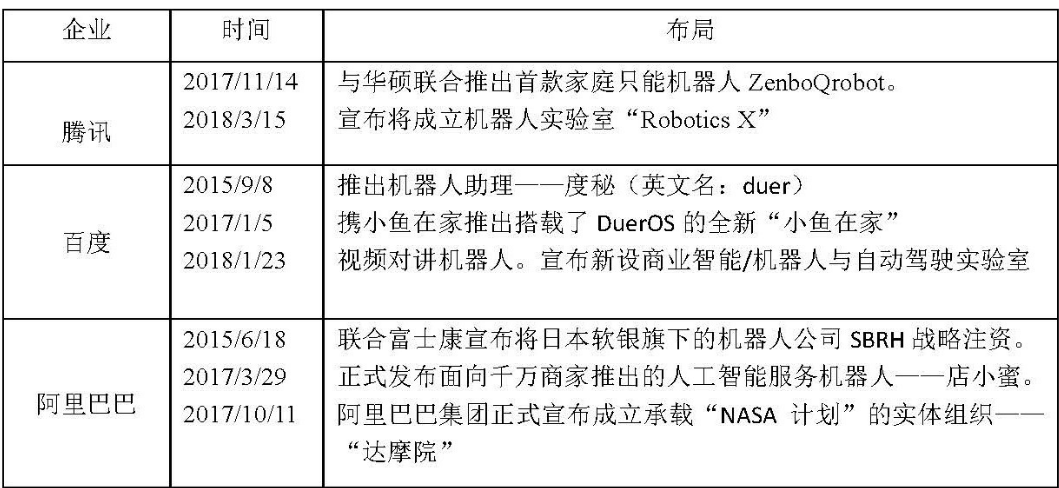 企业 时间 布局
腾讯
2017/11/14 与华硕联合推出首款家庭只能机器人 ZenboQrobot。
2018/3/15 宣布将成立机器人实验室“Robotics X”
百度
2015/9/8 推出机器人助理——度秘（英文名：duer）
2017/1/5 携小鱼在家推出搭载了 DuerOS 的全新“小鱼在家”
2018/1/23 视频对讲机器人。宣布新设商业智能/机器人与自动驾驶实验室
阿里巴巴
2015/6/18 联合富士康宣布将日本软银旗下的机器人公司 SBRH 战略注资。
2017/3/29 正式发布面向千万商家推出的人工智能服务机器人——店小蜜。
2017/10/11 阿里巴巴集团正式宣布成立承载“NASA 计划”的实体组织——
“达摩院”